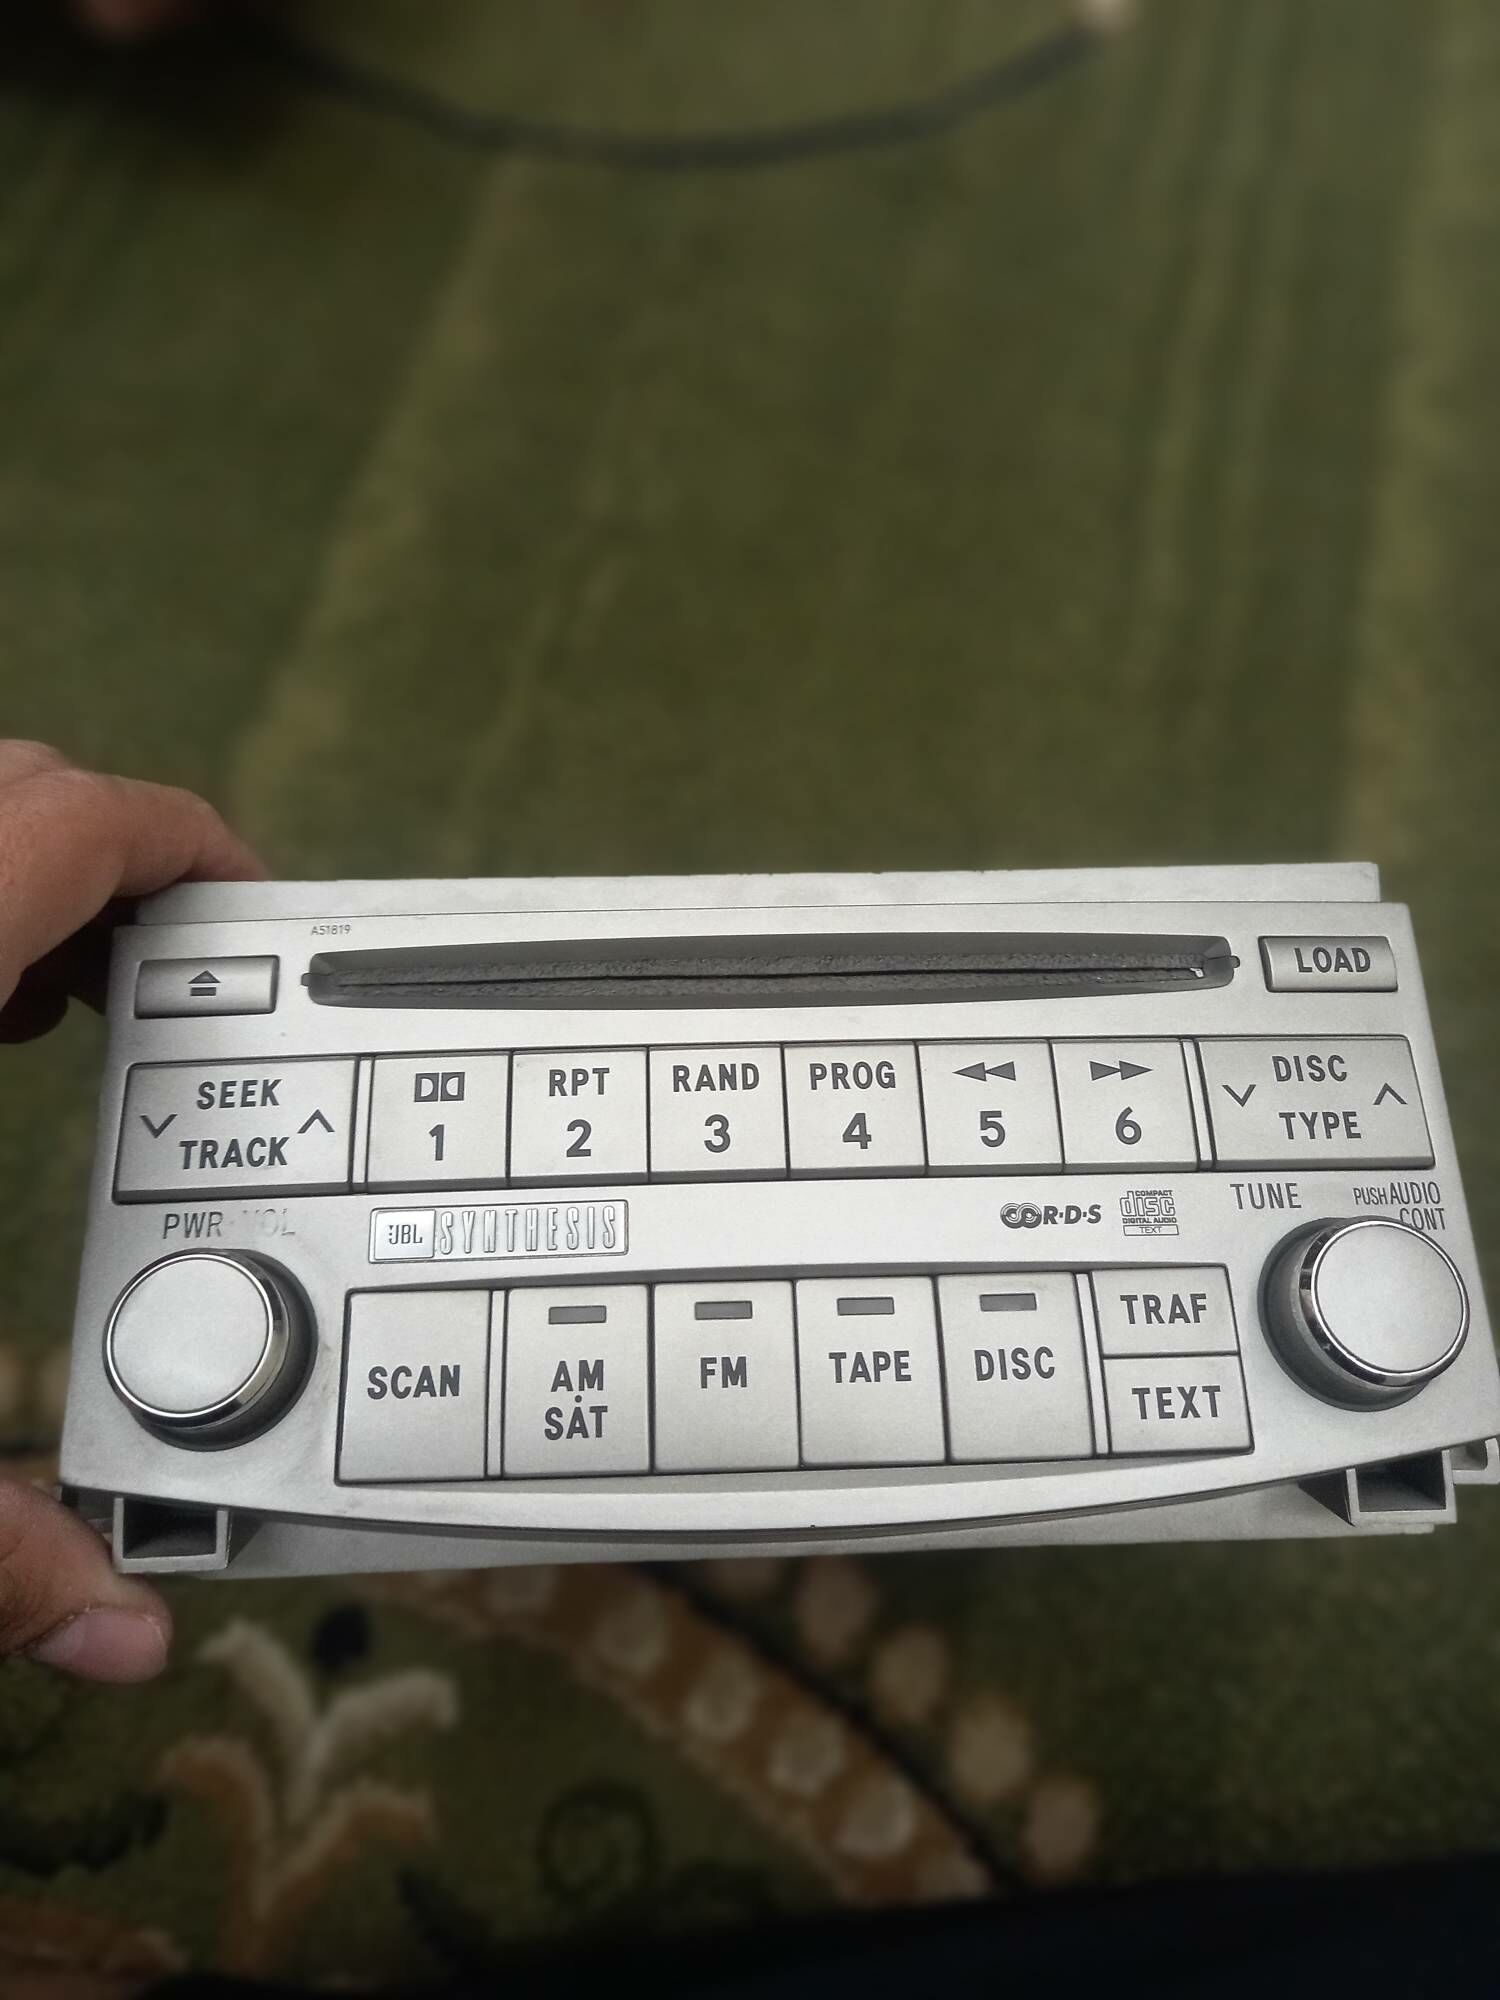 A51819
LOAD
SEEK
TRACK
1
RPT
2
RAND
3
PROG
4
5
6
DISC
TYPE
PWR·VOL
JBL SYNTHESIS
R·D·S
COMPACT
disc
DIGITAL AUDIO
TEXT
TUNE
PUSH AUDIO
CONT
SCAN
AM
·
SAT
FM
TAPE
DISC
TRAF
TEXT